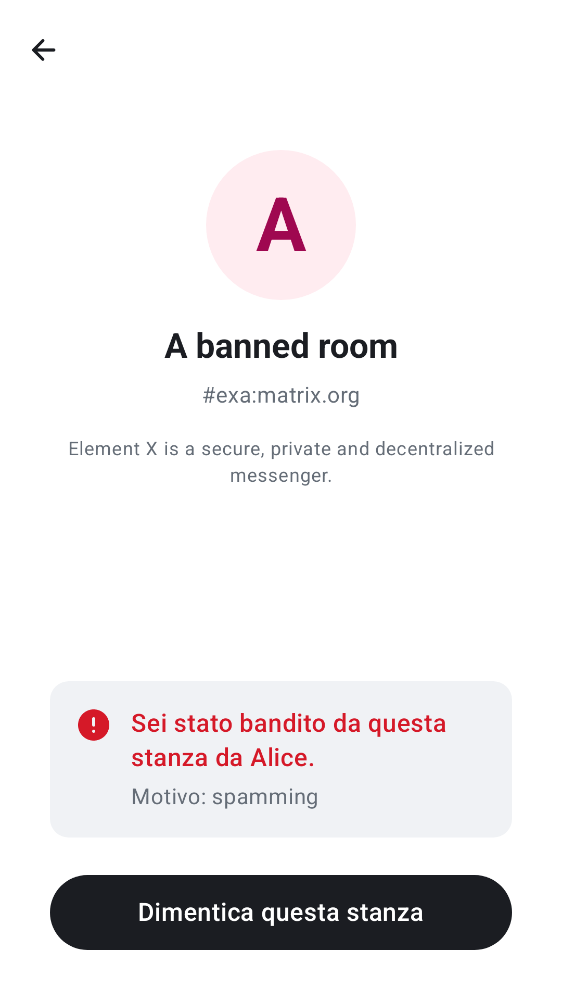 A
A banned room
#exa:matrix.org
Element X is a secure, private and decentralized
messenger.
Sei stato bandito da questa
stanza da Alice.
Motivo: spamming
Dimentica questa stanza